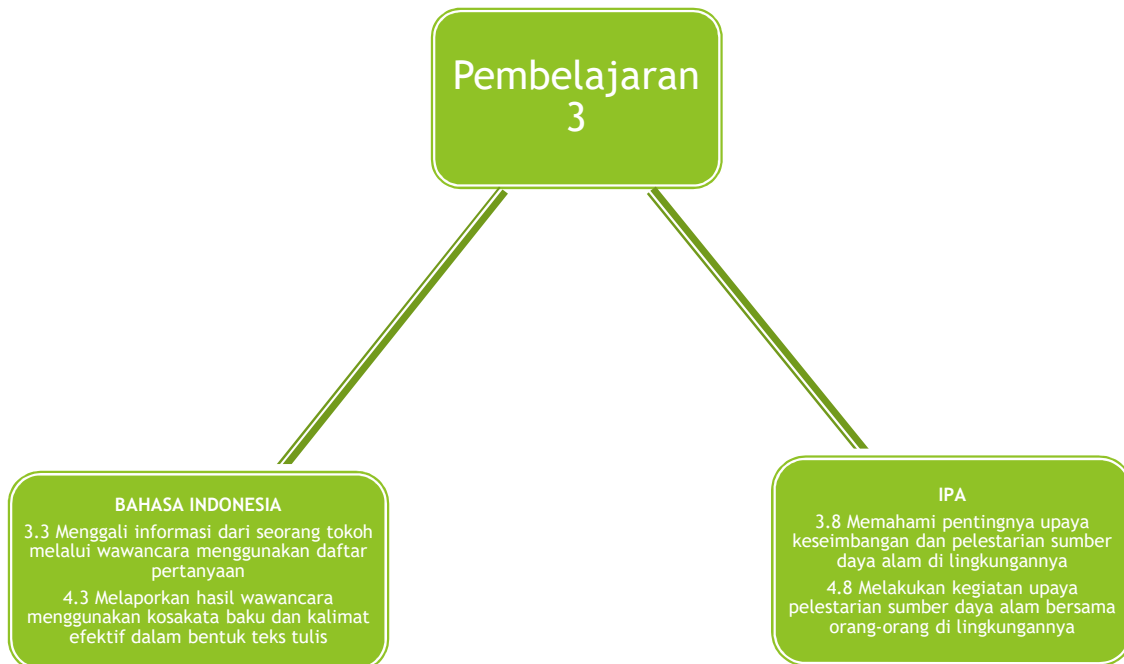 Pembelajaran
3
BAHASA INDONESIA
3.3 Menggali informasi dari seorang tokoh
melalui wawancara menggunakan daftar
pertanyaan
4.3 Melaporkan hasil wawancara
menggunakan kosakata baku dan kalimat
efektif dalam bentuk teks tulis
IPA
3.8 Memahami pentingnya upaya
keseimbangan dan pelestarian sumber
daya alam di lingkungannya
4.8 Melakukan kegiatan upaya
pelestarian sumber daya alam bersama
orang-orang di lingkungannya